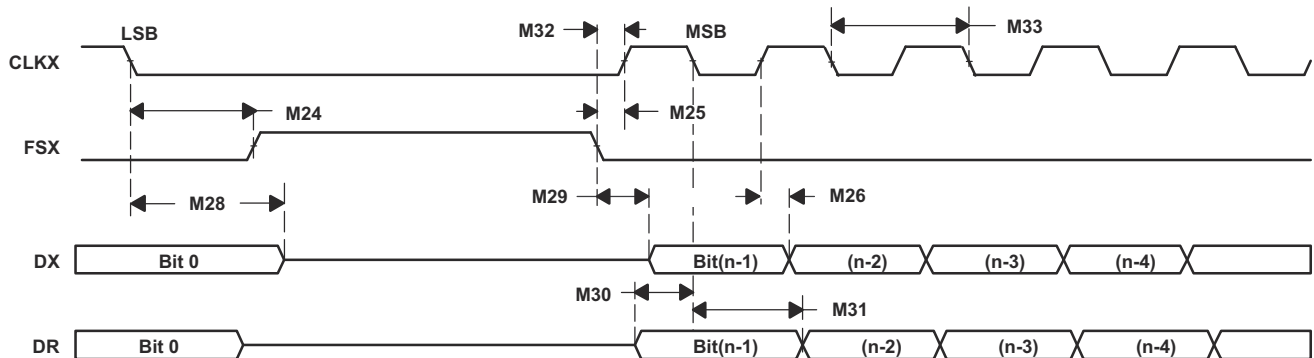 LSB M32 MSB M33
CLKX
M24 M25
FSX
M28 M29 M26
DX Bit 0 Bit(n-1) (n-2) (n-3) (n-4)
M30 M31
DR Bit 0 Bit(n-1) (n-2) (n-3) (n-4)